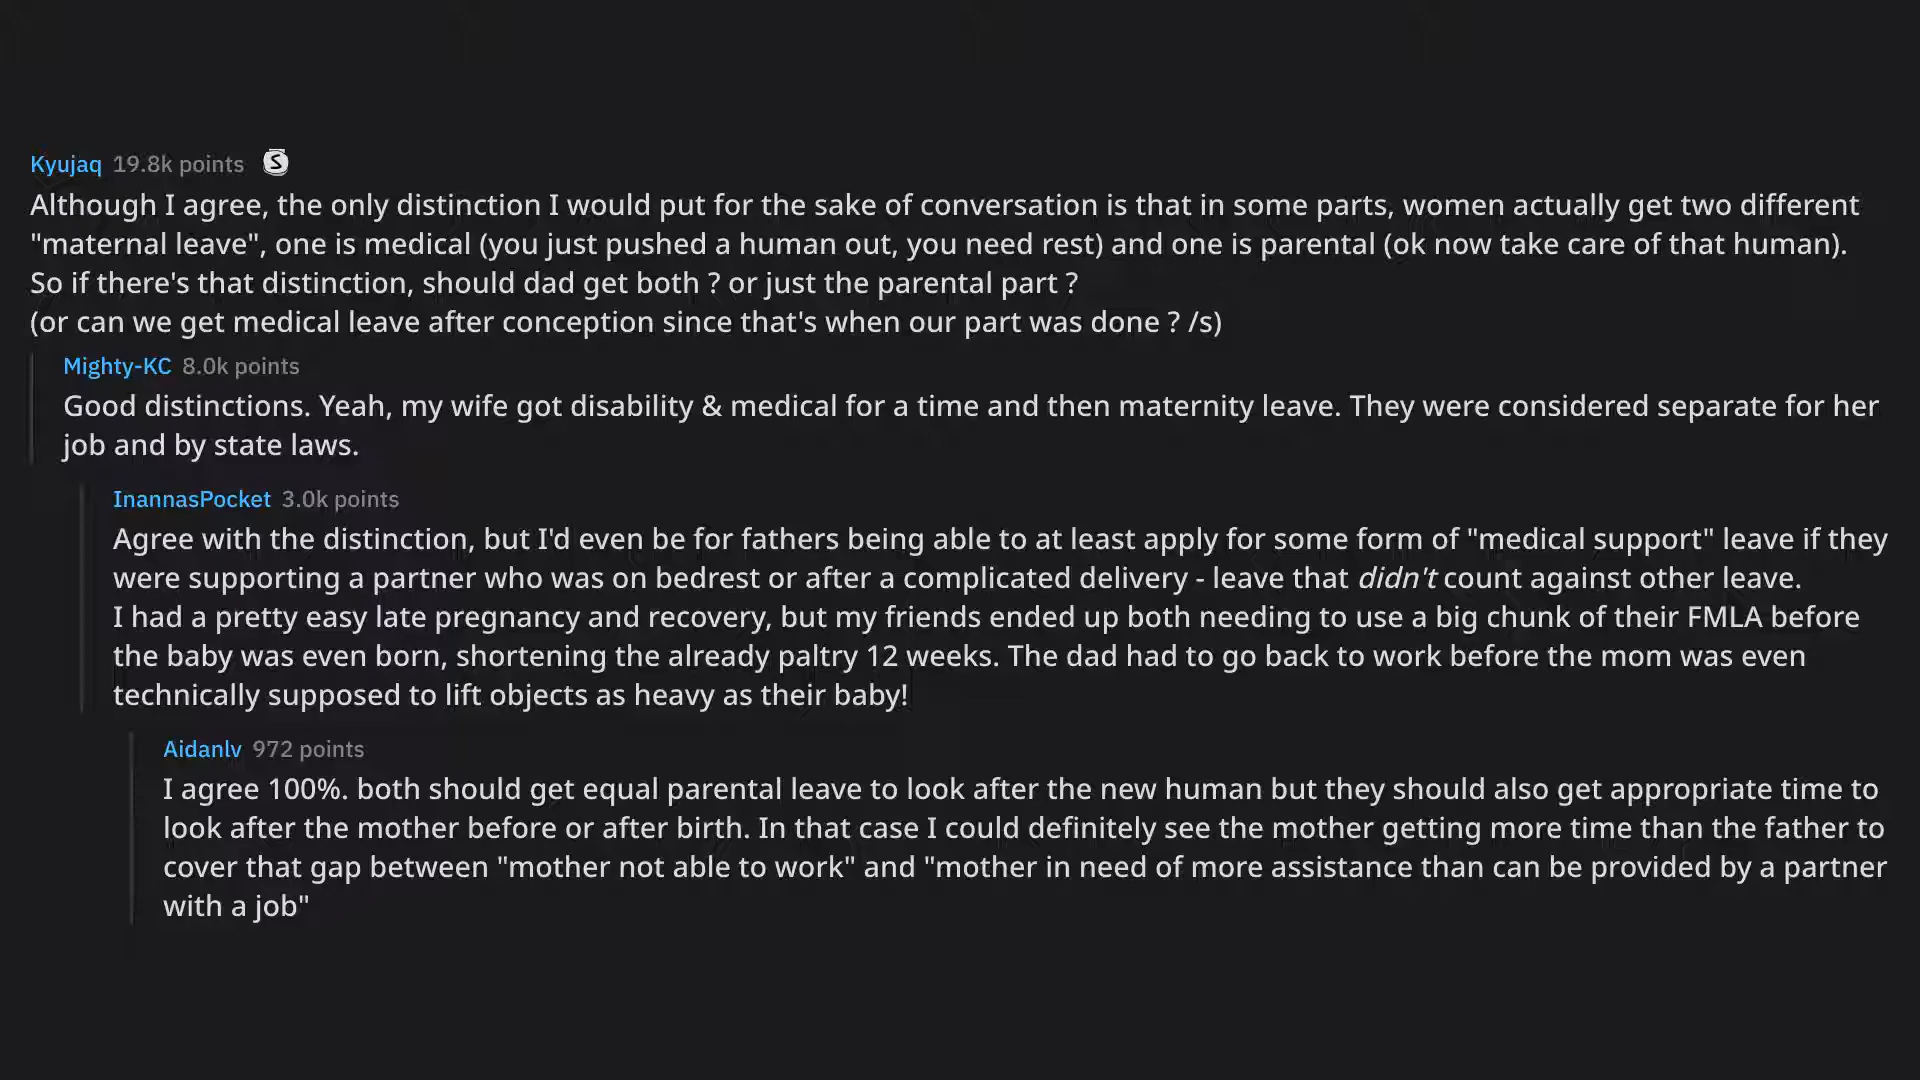 Kyujaq 19.8k points S
Although I agree, the only distinction I would put for the sake of conversation is that in some parts, women actually get two different
"maternal leave", one is medical (you just pushed a human out, you need rest) and one is parental (ok now take care of that human).
So if there's that distinction, should dad get both ? or just the parental part ?
(or can we get medical leave after conception since that's when our part was done ? /s)
Mighty-KC 8.0k points
Good distinctions. Yeah, my wife got disability & medical for a time and then maternity leave. They were considered separate for her
job and by state laws.
InannasPocket 3.0k points
Agree with the distinction, but I'd even be for fathers being able to at least apply for some form of "medical support" leave if they
were supporting a partner who was on bedrest or after a complicated delivery - leave that didn't count against other leave.
I had a pretty easy late pregnancy and recovery, but my friends ended up both needing to use a big chunk of their FMLA before
the baby was even born, shortening the already paltry 12 weeks. The dad had to go back to work before the mom was even
technically supposed to lift objects as heavy as their baby!
Aidanlv 972 points
I agree 100%. both should get equal parental leave to look after the new human but they should also get appropriate time to
look after the mother before or after birth. In that case I could definitely see the mother getting more time than the father to
cover that gap between "mother not able to work" and "mother in need of more assistance than can be provided by a partner
with a job"